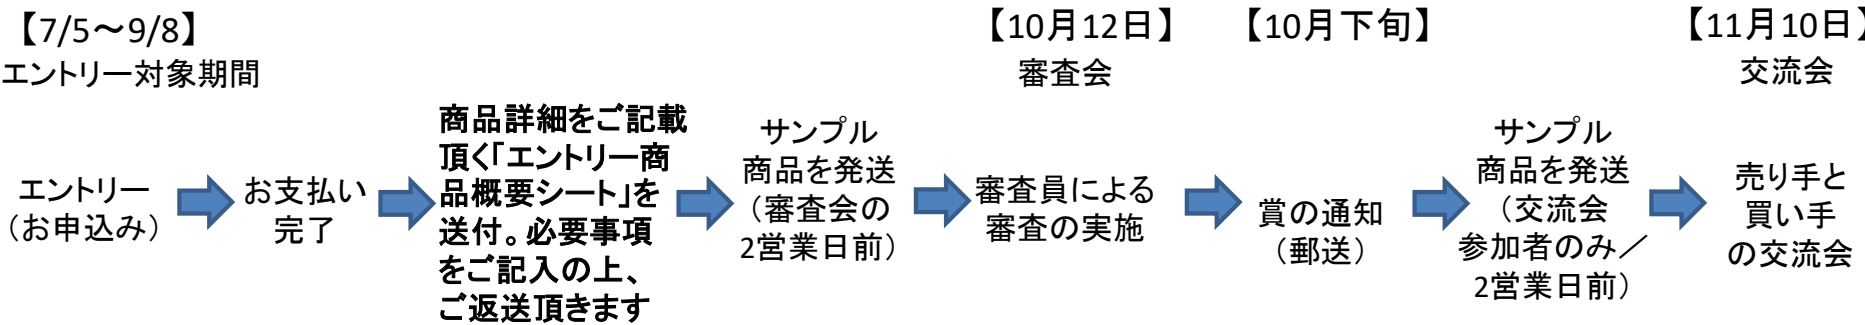 【7/5～9/8】
エントリー対象期間
【10月12日】
審査会
【10月下旬】
【11月10日】
交流会
エントリー
（お申込み）
お支払い
完了
商品詳細をご記載
頂く「エントリー商
品概要シート」を
送付。必要事項
をご記入の上、
ご返送頂きます
サンプル
商品を発送
（審査会の
2営業日前）
審査員による
審査の実施
賞の通知
（郵送）
サンプル
商品を発送
（交流会
参加者のみ／
2営業日前）
売り手と
買い手
の交流会